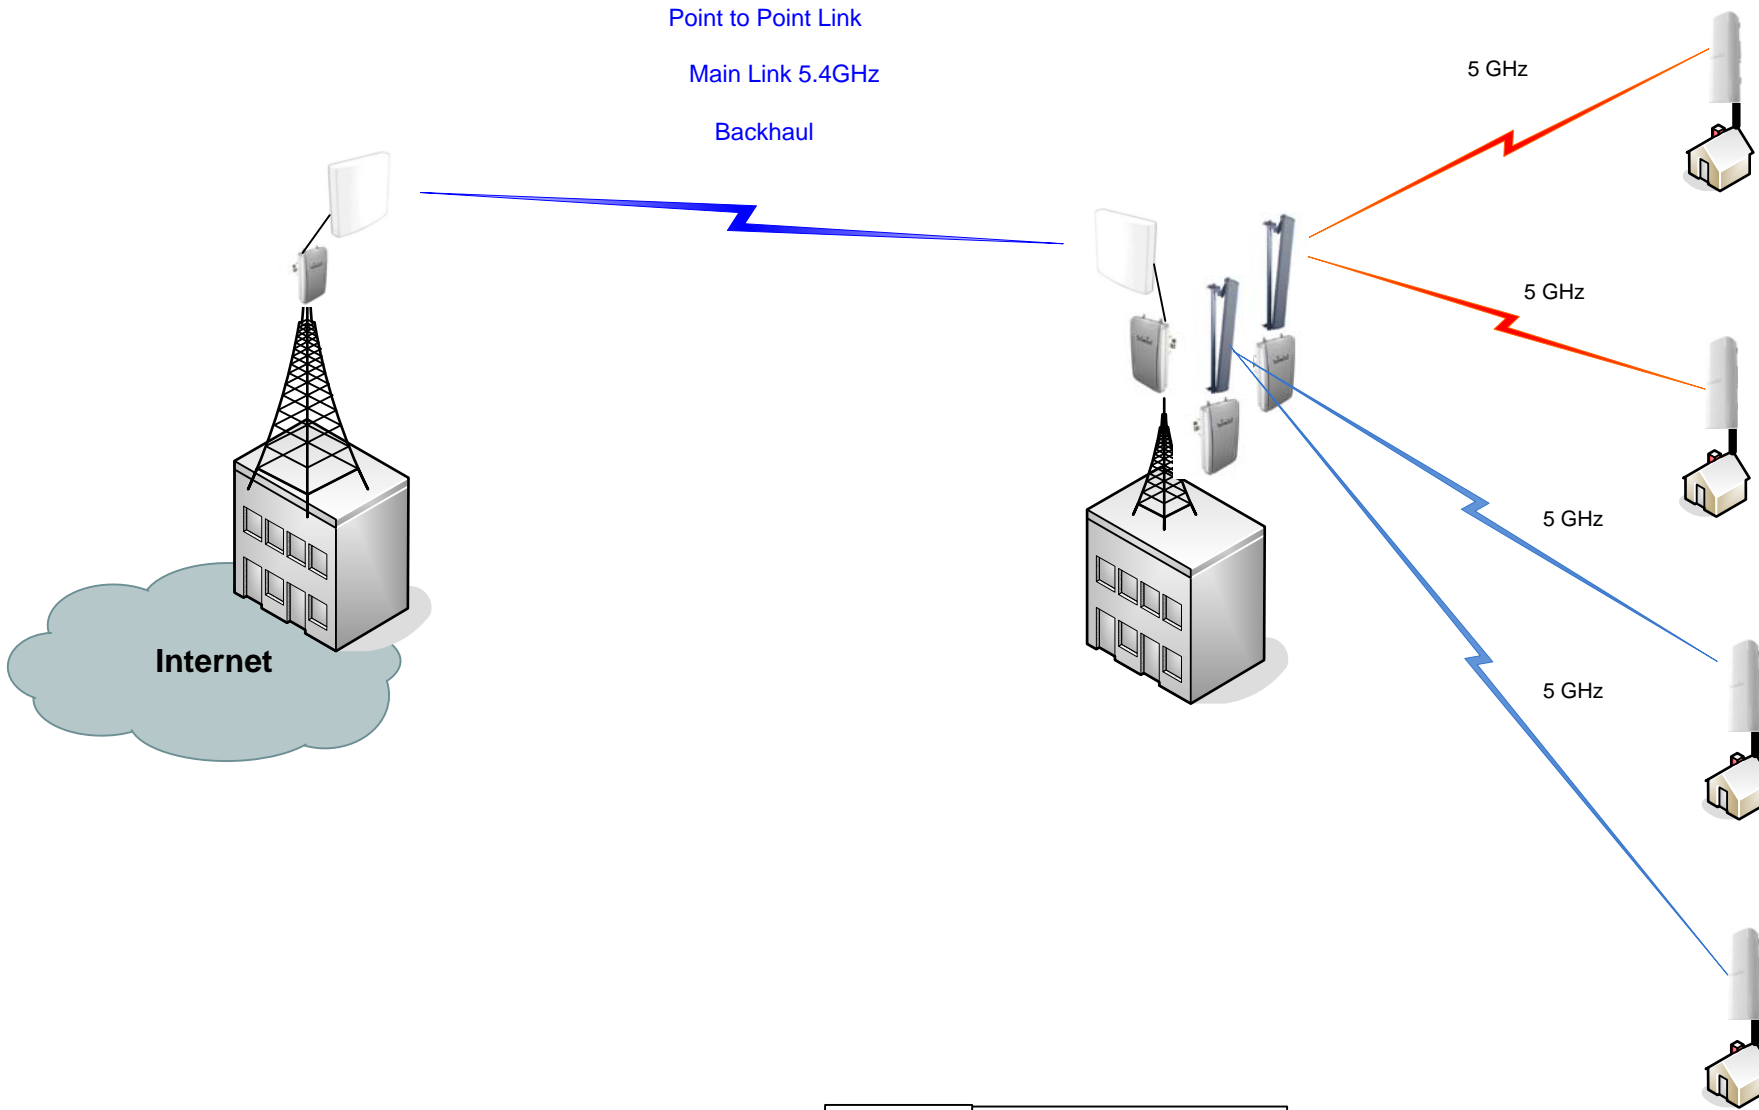 Point to Point Link
Main Link 5.4GHz
Backhaul
5 GHz
5 GHz
5 GHz
5 GHz
Internet